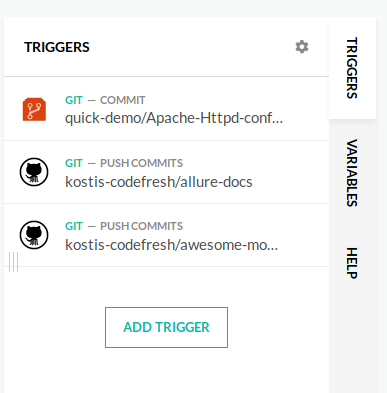 TRIGGERS
GIT — COMMIT
quick-demo/Apache-Httpd-conf...
GIT — PUSH COMMITS
kostis-codefresh/allure-docs
GIT — PUSH COMMITS
kostis-codefresh/awesome-mo...
ADD TRIGGER
TRIGGERS
VARIABLES
HELP